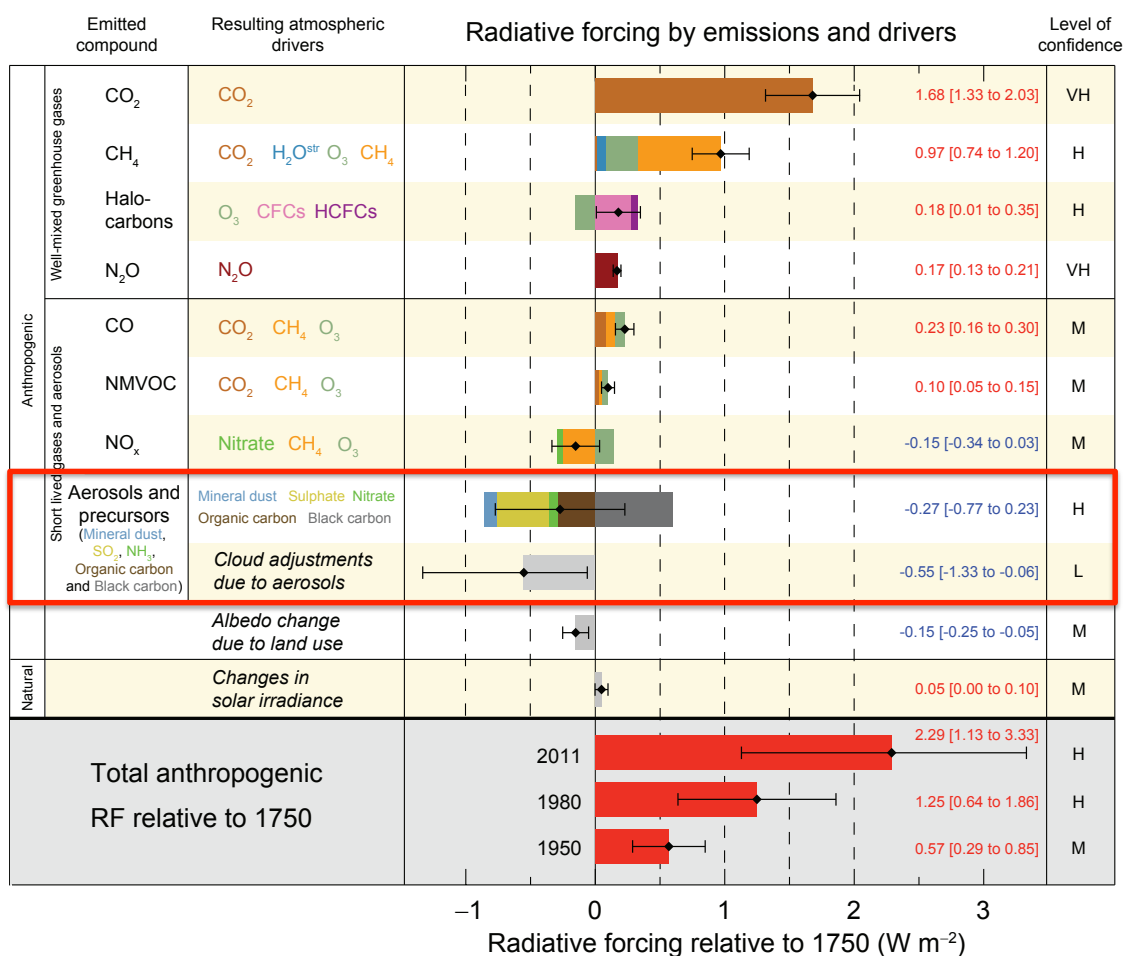 Emitted compound
Resulting atmospheric drivers
Radiative forcing by emissions and drivers
Level of confidence
Anthropogenic
Well-mixed greenhouse gases
CO₂
CO₂
1.68 [1.33 to 2.03]
VH
CH₄
CO₂ H₂Oˢᵗʳ O₃ CH₄
0.97 [0.74 to 1.20]
H
Halo-
carbons
O₃ CFCs HCFCs
0.18 [0.01 to 0.35]
H
N₂O
N₂O
0.17 [0.13 to 0.21]
VH
Short lived gases and aerosols
CO
CO₂ CH₄ O₃
0.23 [0.16 to 0.30]
M
NMVOC
CO₂ CH₄ O₃
0.10 [0.05 to 0.15]
M
NOₓ
Nitrate CH₄ O₃
-0.15 [-0.34 to 0.03]
M
Aerosols and
precursors
(Mineral dust,
SO₂, NH₃,
Organic carbon
and Black carbon)
Mineral dust Sulphate Nitrate
Organic carbon Black carbon
-0.27 [-0.77 to 0.23]
H
Cloud adjustments
due to aerosols
-0.55 [-1.33 to -0.06]
L
Albedo change
due to land use
-0.15 [-0.25 to -0.05]
M
Natural
Changes in
solar irradiance
0.05 [0.00 to 0.10]
M
Total anthropogenic
RF relative to 1750
2011
2.29 [1.13 to 3.33]
H
1980
1.25 [0.64 to 1.86]
H
1950
0.57 [0.29 to 0.85]
M
−1 0 1 2 3
Radiative forcing relative to 1750 (W m⁻²)